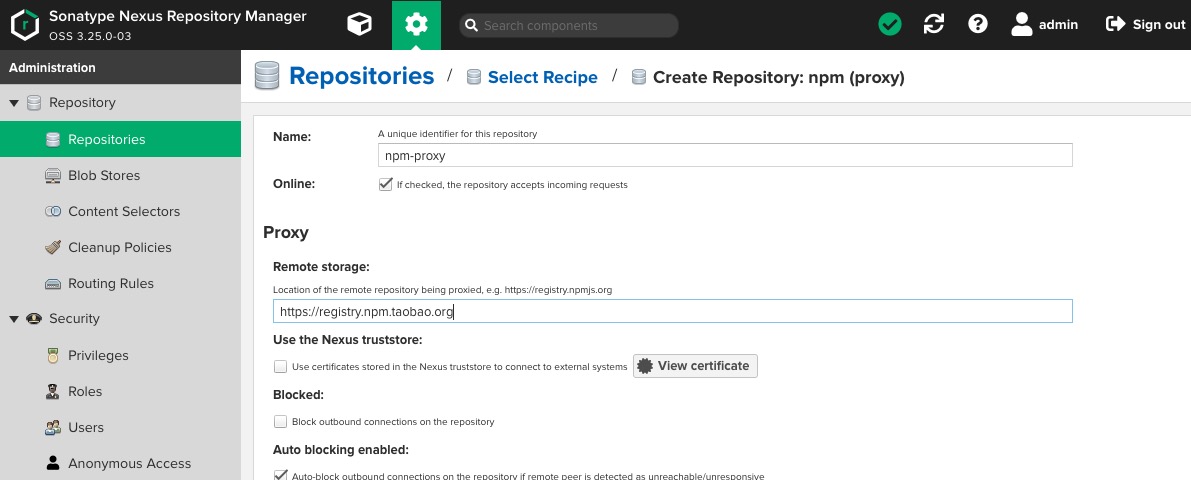 Sonatype Nexus Repository Manager
OSS 3.25.0-03
Search components
admin
Sign out
Administration
Repository
Repositories
Blob Stores
Content Selectors
Cleanup Policies
Routing Rules
Security
Privileges
Roles
Users
Anonymous Access
Repositories / Select Recipe / Create Repository: npm (proxy)
Name:
A unique identifier for this repository
npm-proxy
Online:
If checked, the repository accepts incoming requests
Proxy
Remote storage:
Location of the remote repository being proxied, e.g. https://registry.npmjs.org
https://registry.npm.taobao.org
Use the Nexus truststore:
Use certificates stored in the Nexus truststore to connect to external systems
View certificate
Blocked:
Block outbound connections on the repository
Auto blocking enabled:
Auto-block outbound connections on the repository if remote peer is detected as unreachable/unresponsive